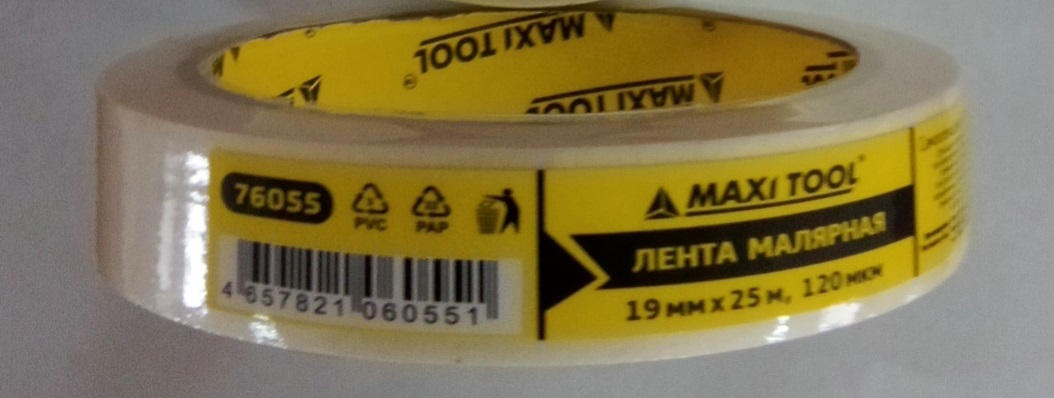 MAXI TOOL
MAXI TOOL
76055
PVC
PAP
4 657821 060551
MAXI TOOL
ЛЕНТА МАЛЯРНАЯ
19 мм х 25 м, 120 мкм